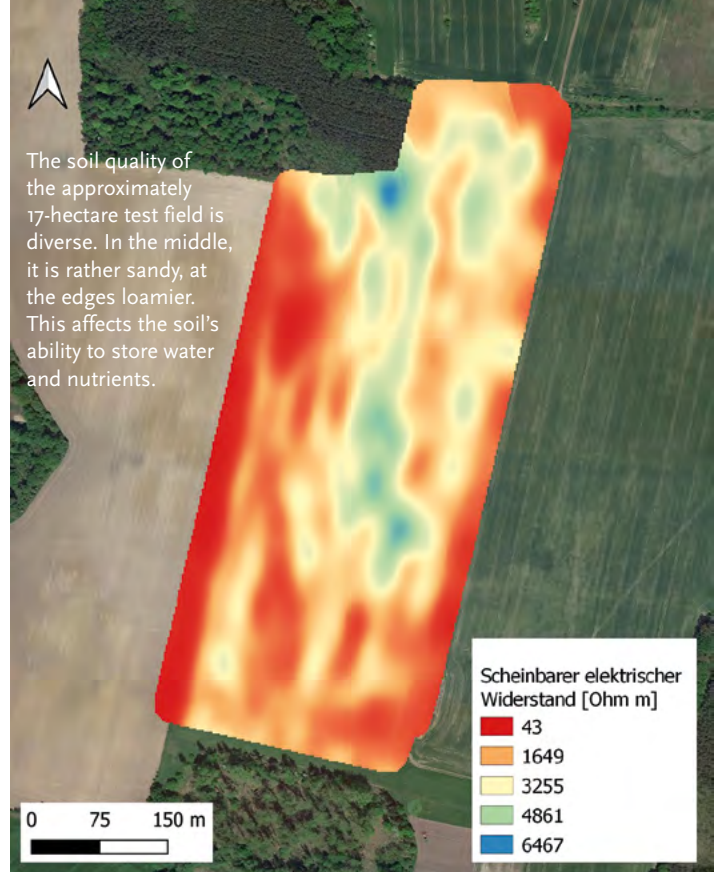 The soil quality of
the approximately
17-hectare test field is
diverse. In the middle,
it is rather sandy, at
the edges loamier.
This affects the soil's
ability to store water
and nutrients.
Scheinbarer elektrischer
Widerstand [Ohm m]
43
1649
3255
4861
6467
0 75 150 m